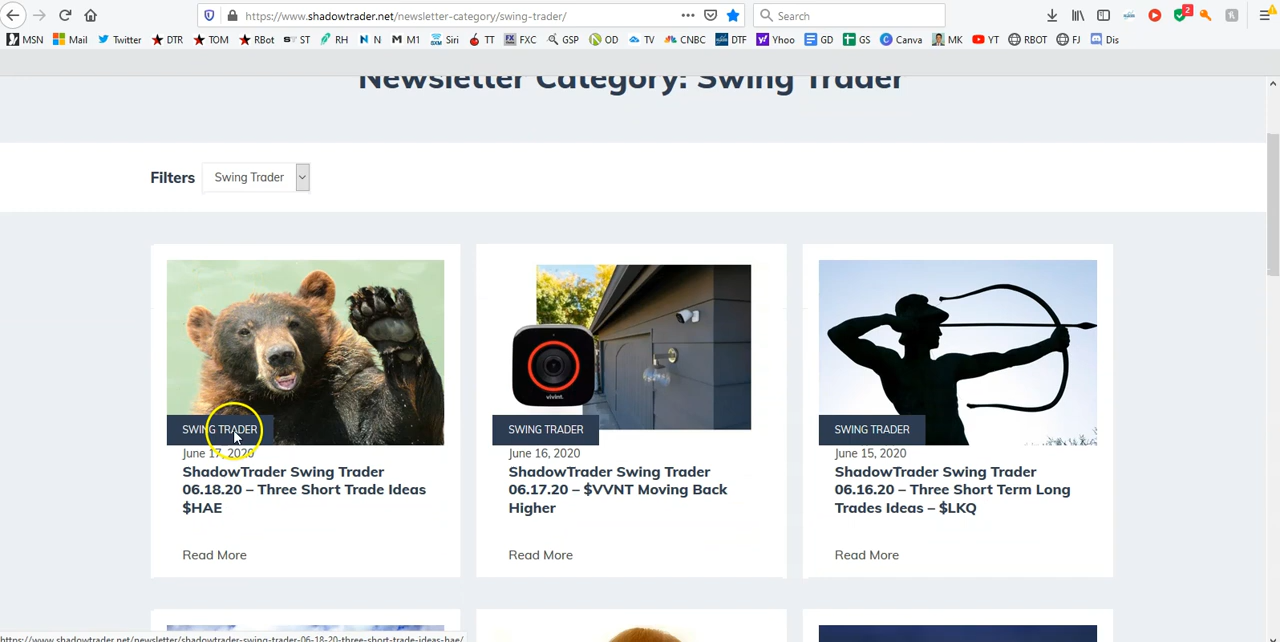 https://www.shadowtrader.net/newsletter-category/swing-trader/
Search
2
MSN Mail Twitter DTR TOM RBot ST RH N M1 Siri TT FXC GSP OD TV CNBC DTF Yhoo GD GS Canva MK YT RBOT FJ Dis
Newsletter Category: Swing Trader
Filters Swing Trader
SWING TRADER
June 17, 2020
ShadowTrader Swing Trader
06.18.20 – Three Short Trade Ideas
$HAE
Read More
vivint.
SWING TRADER
June 16, 2020
ShadowTrader Swing Trader
06.17.20 – $VVNT Moving Back
Higher
Read More
SWING TRADER
June 15, 2020
ShadowTrader Swing Trader
06.16.20 – Three Short Term Long
Trades Ideas – $LKQ
Read More
https://www.shadowtrader.net/newsletter/shadowtrader-swing-trader-06-18-20-three-short-trade-ideas-hae/